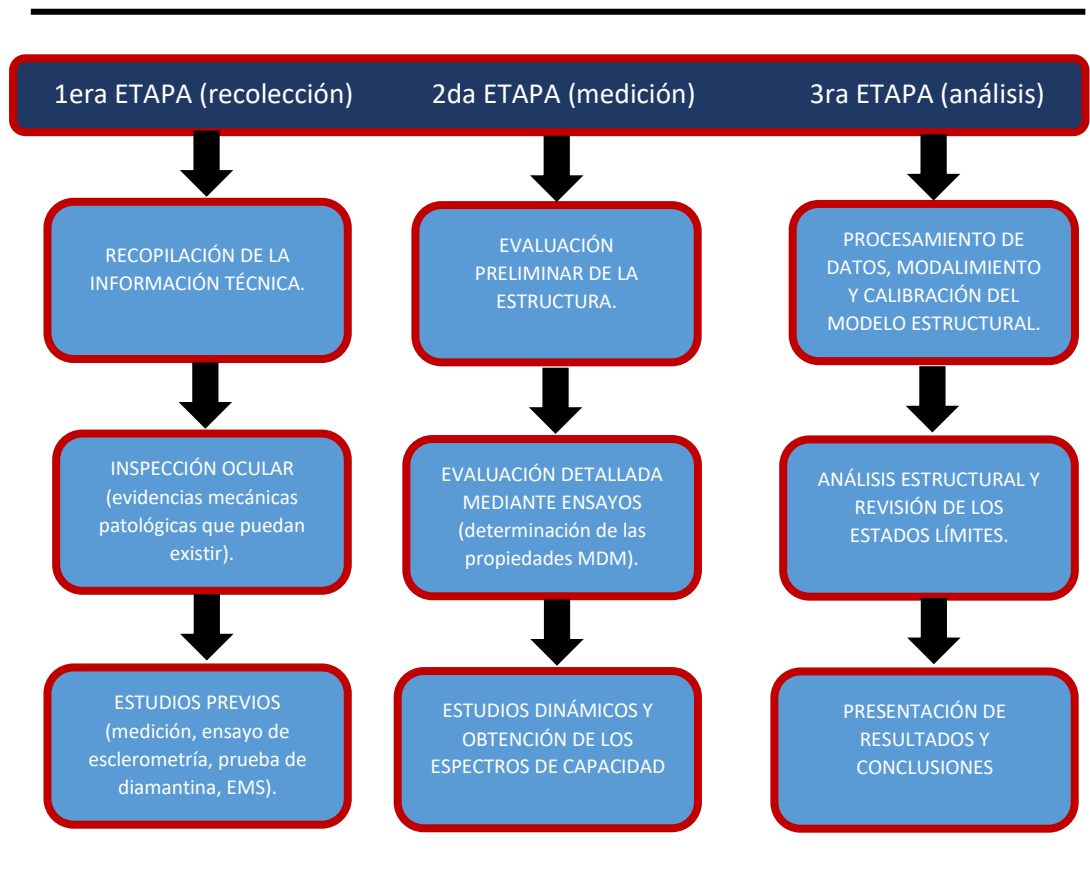 1era ETAPA (recolección)
2da ETAPA (medición)
3ra ETAPA (análisis)
RECOPILACIÓN DE LA
INFORMACIÓN TÉCNICA.
INSPECCIÓN OCULAR
(evidencias mecánicas
patológicas que puedan
existir).
ESTUDIOS PREVIOS
(medición, ensayo de
esclerometría, prueba de
diamantina, EMS).
EVALUACIÓN
PRELIMINAR DE LA
ESTRUCTURA.
EVALUACIÓN DETALLADA
MEDIANTE ENSAYOS
(determinación de las
propiedades MDM).
ESTUDIOS DINÁMICOS Y
OBTENCIÓN DE LOS
ESPECTROS DE CAPACIDAD
PROCESAMIENTO DE
DATOS, MODALIMIENTO
Y CALIBRACIÓN DEL
MODELO ESTRUCTURAL.
ANÁLISIS ESTRUCTURAL Y
REVISIÓN DE LOS
ESTADOS LÍMITES.
PRESENTACIÓN DE
RESULTADOS Y
CONCLUSIONES